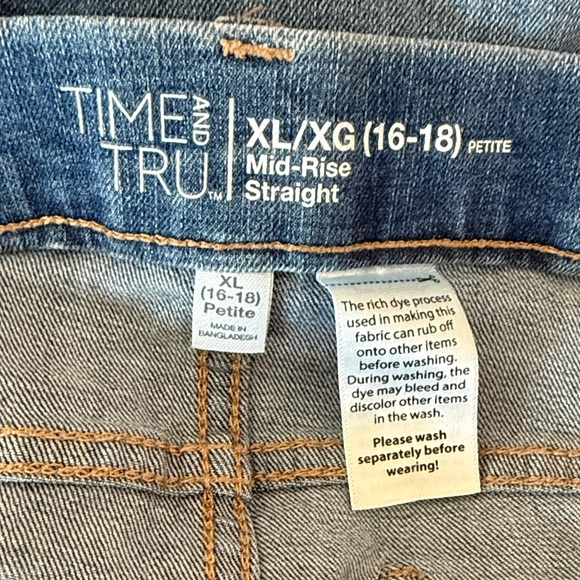 TIME AND
TRU™
XL/XG (16-18) PETITE
Mid-Rise
Straight
XL
(16-18)
Petite
MADE IN
BANGLADESH
The rich dye process
used in making this
fabric can rub off
onto other items
before washing.
During washing, the
dye may bleed and
discolor other items
in the wash.
Please wash
separately before
wearing!